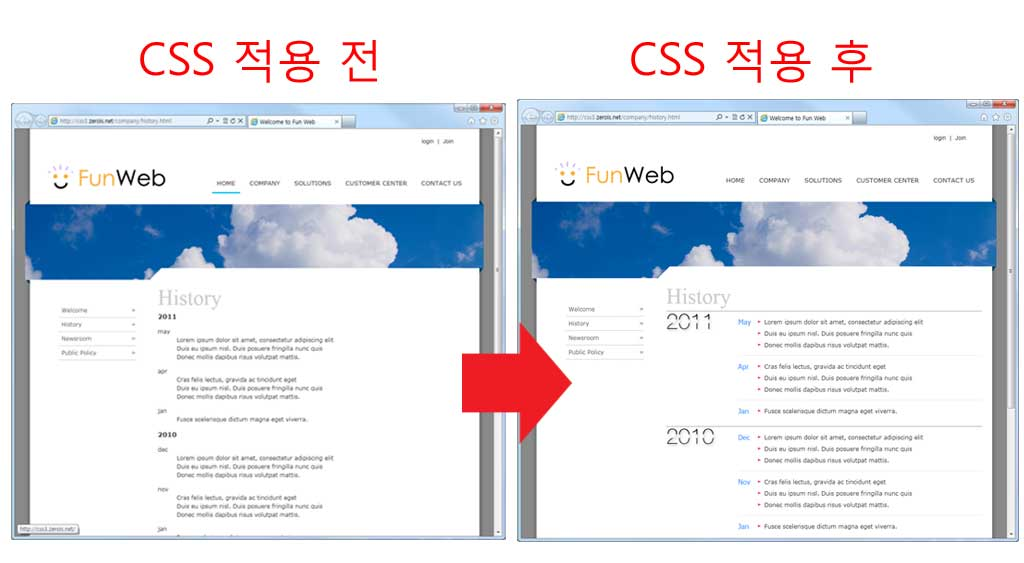 CSS 적용 전
CSS 적용 후
http://css3.zerois.net/company/history.html
Welcome to Fun Web
login | Join
FunWeb
HOME COMPANY SOLUTIONS CUSTOMER CENTER CONTACT US
Welcome
History
Newsroom
Public Policy
History
2011
may
Lorem ipsum dolor sit amet, consectetur adipiscing elit
Duis eu ipsum nisl. Duis posuere fringilla nunc quis
Donec mollis dapibus risus volutpat mattis.
apr
Cras felis lectus, gravida ac tincidunt eget
Duis eu ipsum nisl. Duis posuere fringilla nunc quis
Donec mollis dapibus risus volutpat mattis.
jan
Fusce scelerisque dictum magna eget viverra.
2010
dec
Lorem ipsum dolor sit amet, consectetur adipiscing elit
Duis eu ipsum nisl. Duis posuere fringilla nunc quis
Donec mollis dapibus risus volutpat mattis.
nov
Cras felis lectus, gravida ac tincidunt eget
Duis eu ipsum nisl. Duis posuere fringilla nunc quis
Donec mollis dapibus risus volutpat mattis.
jan
http://css3.zerois.net/
http://css3.zerois.net/company/history.html
Welcome to Fun Web
login | Join
FunWeb
HOME COMPANY SOLUTIONS CUSTOMER CENTER CONTACT US
Welcome
History
Newsroom
Public Policy
History
2011
May
Lorem ipsum dolor sit amet, consectetur adipiscing elit
Duis eu ipsum nisl. Duis posuere fringilla nunc quis
Donec mollis dapibus risus volutpat mattis.
Apr
Cras felis lectus, gravida ac tincidunt eget
Duis eu ipsum nisl. Duis posuere fringilla nunc quis
Donec mollis dapibus risus volutpat mattis.
Jan
Fusce scelerisque dictum magna eget viverra.
2010
Dec
Lorem ipsum dolor sit amet, consectetur adipiscing elit
Duis eu ipsum nisl. Duis posuere fringilla nunc quis
Donec mollis dapibus risus volutpat mattis.
Nov
Cras felis lectus, gravida ac tincidunt eget
Duis eu ipsum nisl. Duis posuere fringilla nunc quis
Donec mollis dapibus risus volutpat mattis.
Jan
Fusce scelerisque dictum magna eget viverra.